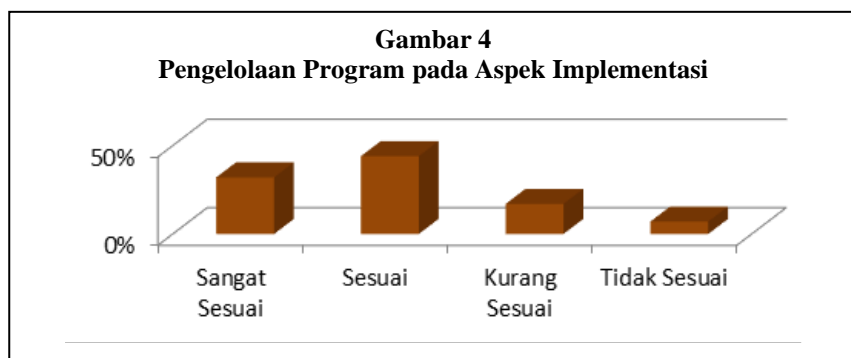 Gambar 4
Pengelolaan Program pada Aspek Implementasi
50%
0%
Sangat
Sesuai
Sesuai
Kurang
Sesuai
Tidak Sesuai